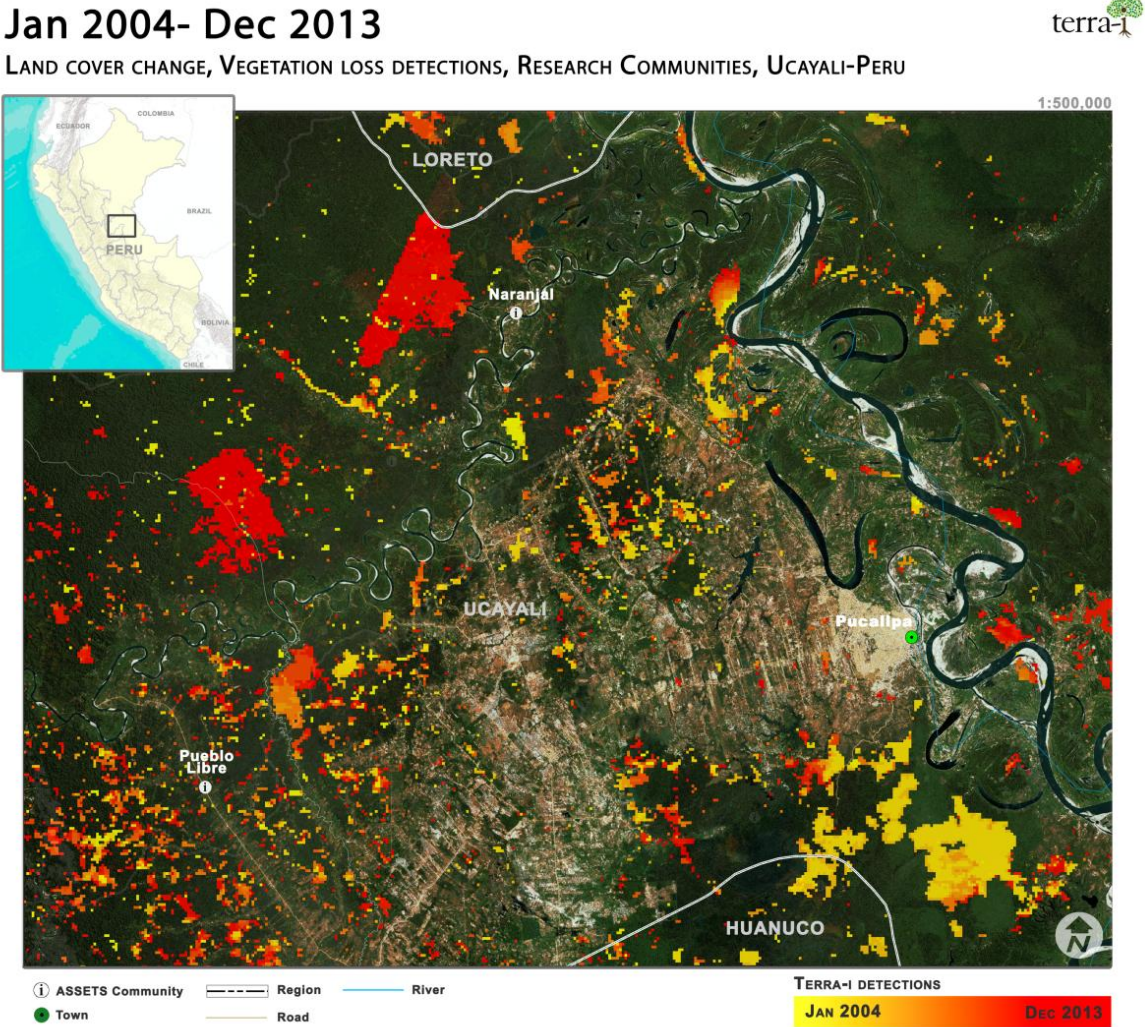 Jan 2004- Dec 2013
terra-i
LAND COVER CHANGE, VEGETATION LOSS DETECTIONS, RESEARCH COMMUNITIES, UCAYALI-PERU
1:500,000
COLOMBIA
ECUADOR
BRAZIL
PERU
BOLIVIA
CHILE
LORETO
Naranjal
UCAYALI
Pucallpa
Pueblo
Libre
HUANUCO
N
ASSETS Community
Region
River
Town
Road
TERRA-I DETECTIONS
JAN 2004
DEC 2013